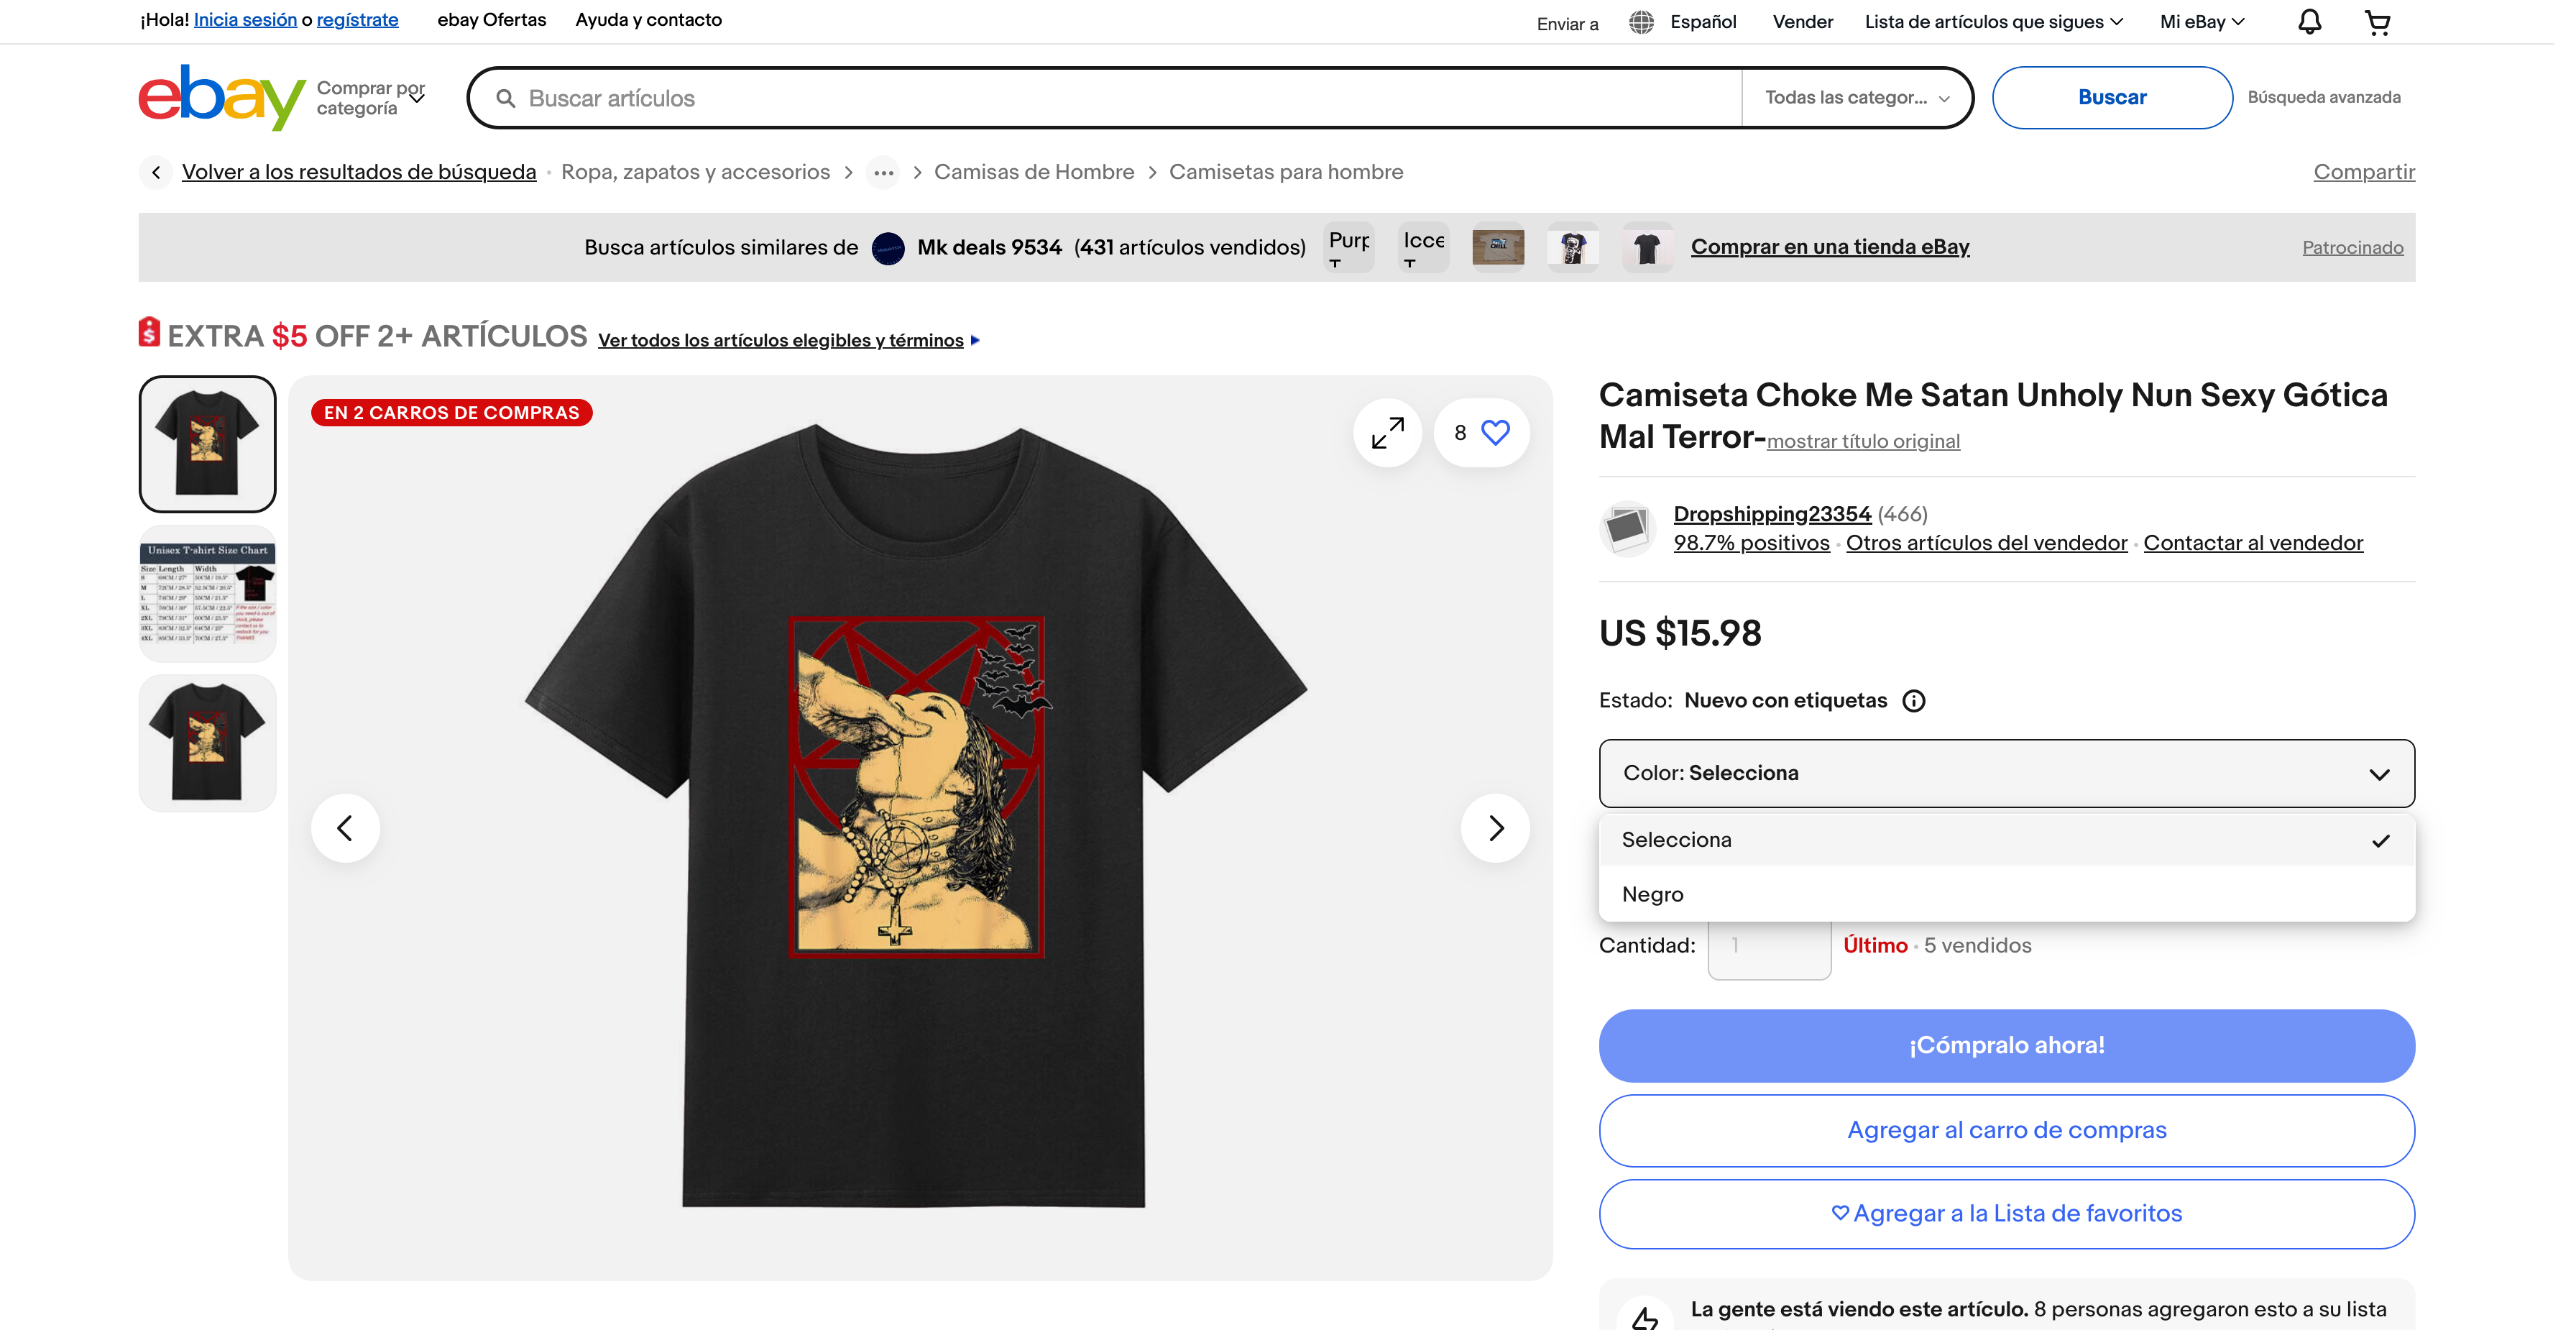 ¡Hola! Inicia sesión o regístrate
ebay Ofertas
Ayuda y contacto
Enviar a
Español
Vender
Lista de artículos que sigues
Mi eBay
ebay
Comprar por
categoría
Buscar artículos
Todas las categor...
Buscar
Búsqueda avanzada
Volver a los resultados de búsqueda
Ropa, zapatos y accesorios
...
Camisas de Hombre
Camisetas para hombre
Compartir
Busca artículos similares de Mk deals 9534 (431 artículos vendidos)
Comprar en una tienda eBay
Patrocinado
EXTRA $5 OFF 2+ ARTÍCULOS Ver todos los artículos elegibles y términos
Unisex T-shirt Size Chart
Size Length Width
EN 2 CARROS DE COMPRAS
8
Camiseta Choke Me Satan Unholy Nun Sexy Gótica
Mal Terror-mostrar título original
Dropshipping23354 (466)
98.7% positivos · Otros artículos del vendedor · Contactar al vendedor
US $15.98
Estado: Nuevo con etiquetas
Color: Selecciona
Selecciona
Negro
Cantidad: 1 Último · 5 vendidos
¡Cómpralo ahora!
Agregar al carro de compras
Agregar a la Lista de favoritos
La gente está viendo este artículo. 8 personas agregaron esto a su lista